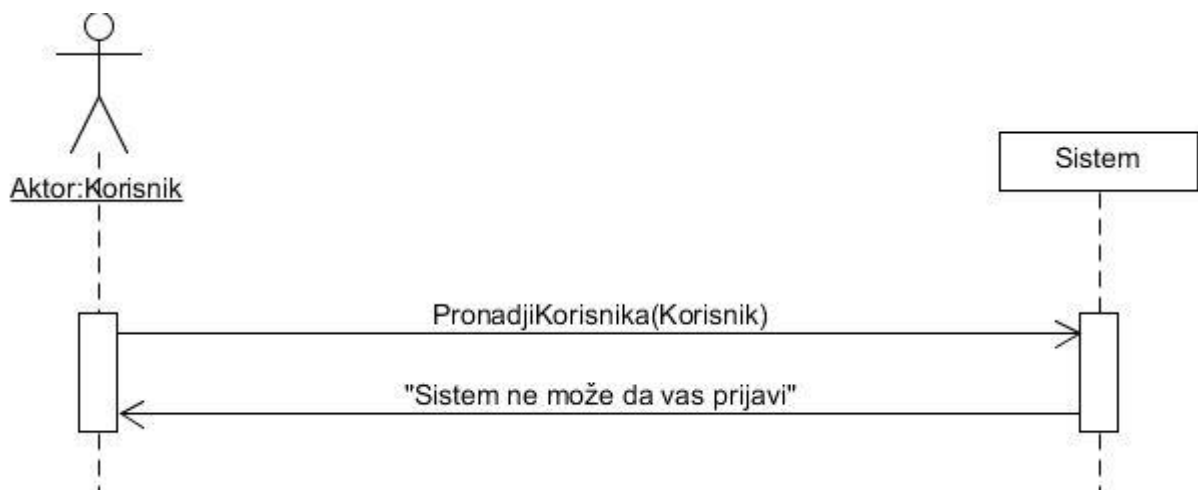 Aktor:Korisnik
Sistem
PronadjiKorisnika(Korisnik)
"Sistem ne može da vas prijavi"